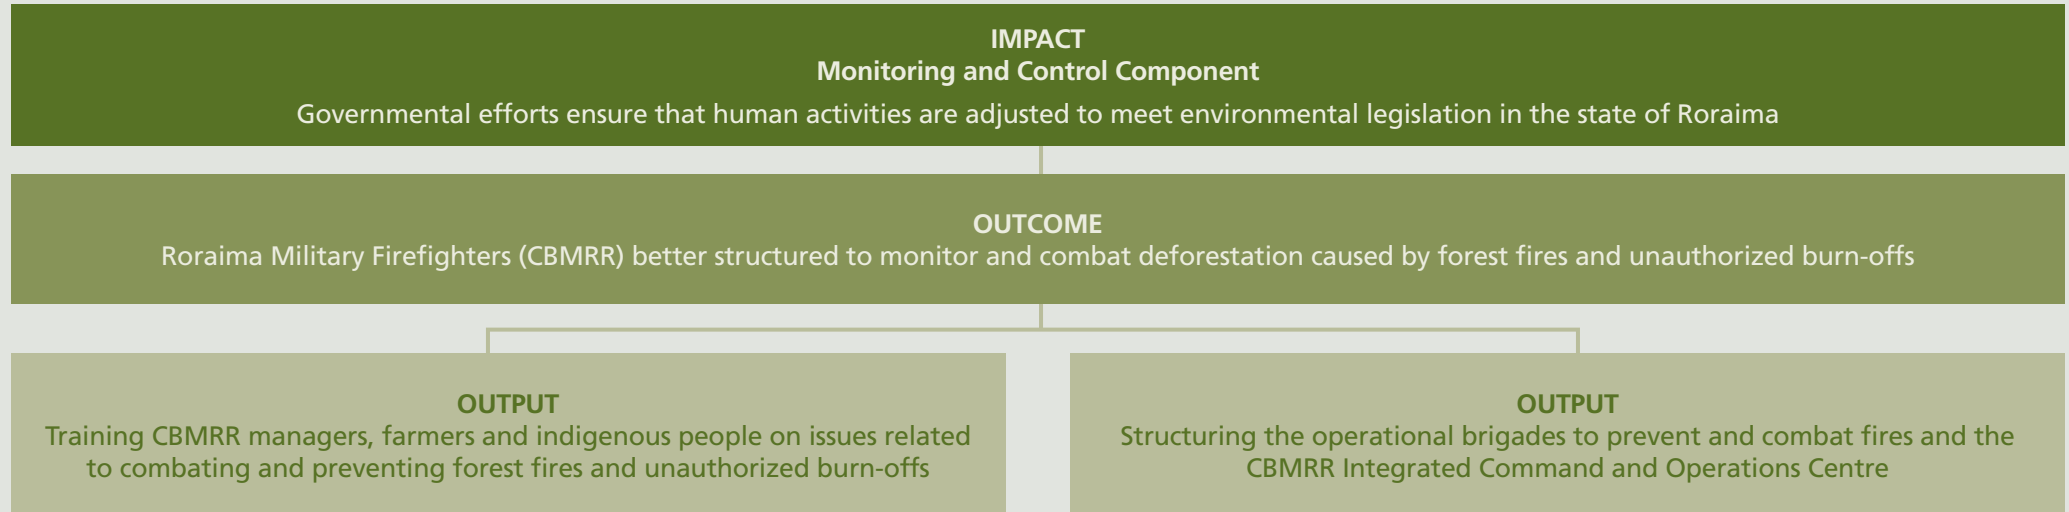 IMPACT
Monitoring and Control Component
Governmental efforts ensure that human activities are adjusted to meet environmental legislation in the state of Roraima
OUTCOME
Roraima Military Firefighters (CBMRR) better structured to monitor and combat deforestation caused by forest fires and unauthorized burn-offs
OUTPUT
Training CBMRR managers, farmers and indigenous people on issues related
to combating and preventing forest fires and unauthorized burn-offs
OUTPUT
Structuring the operational brigades to prevent and combat fires and the
CBMRR Integrated Command and Operations Centre